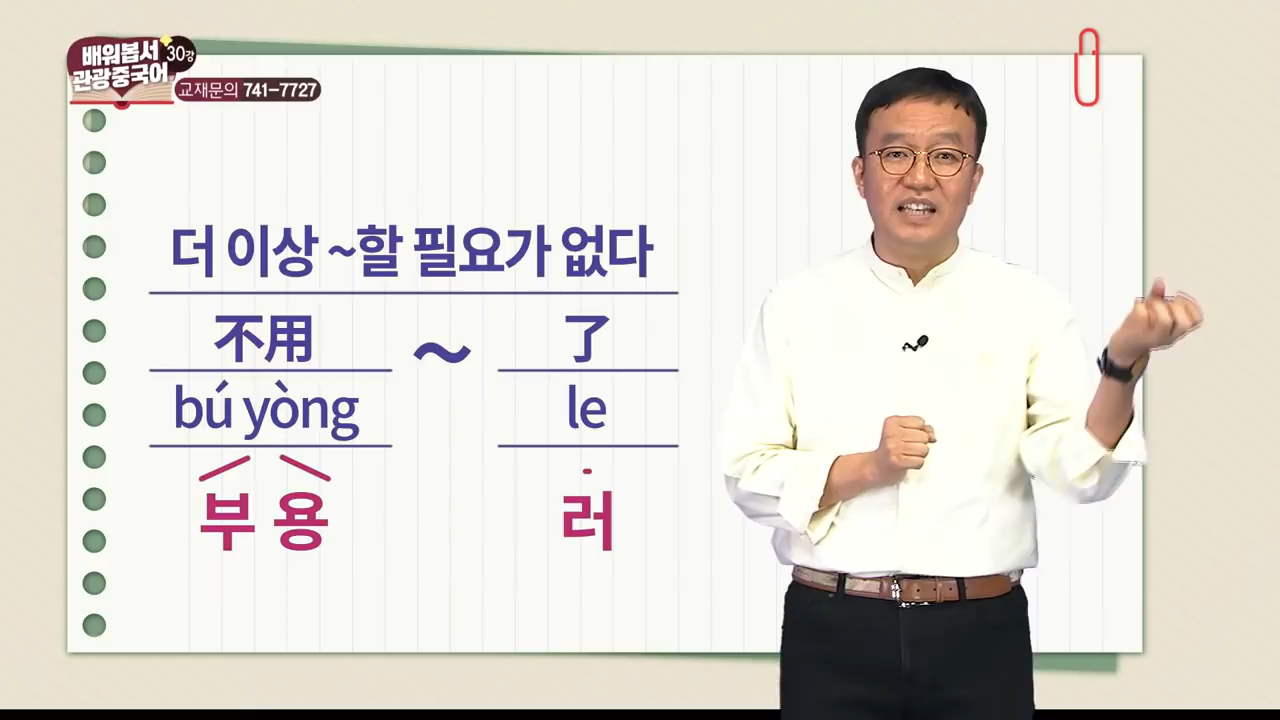 배워봅서 30강
관광중국어
교재문의 741-7727
더 이상 ~할 필요가 없다
不用 ~ 了
bú yòng le
부 용 러